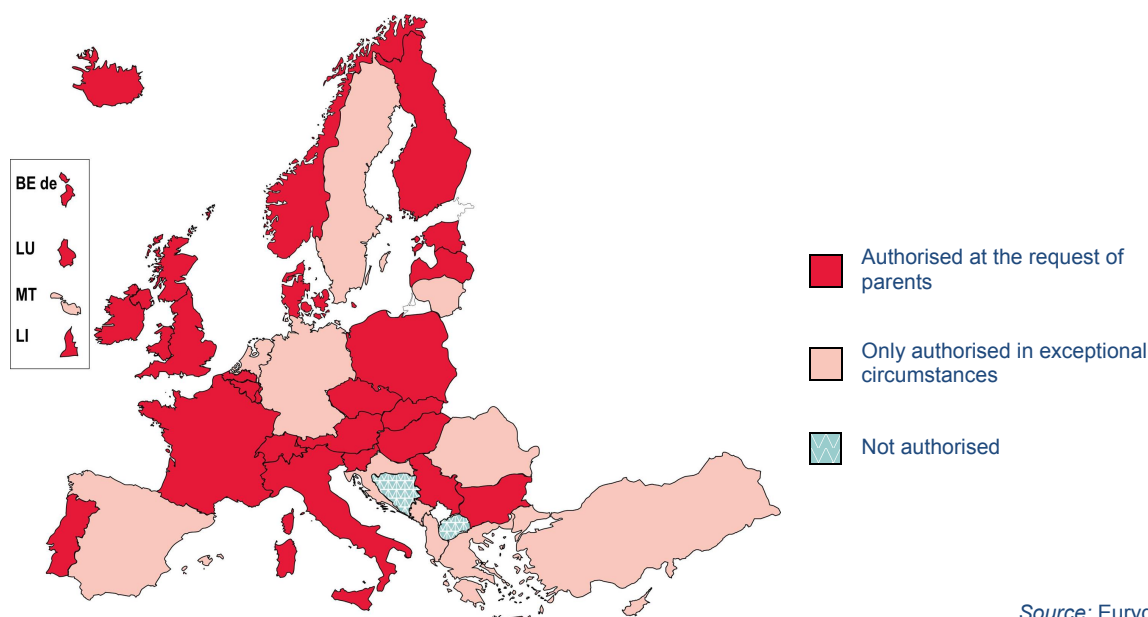 BE de
LU
MT
LI
Authorised at the request of
parents
Only authorised in exceptional
circumstances
Not authorised
Source: Euryd